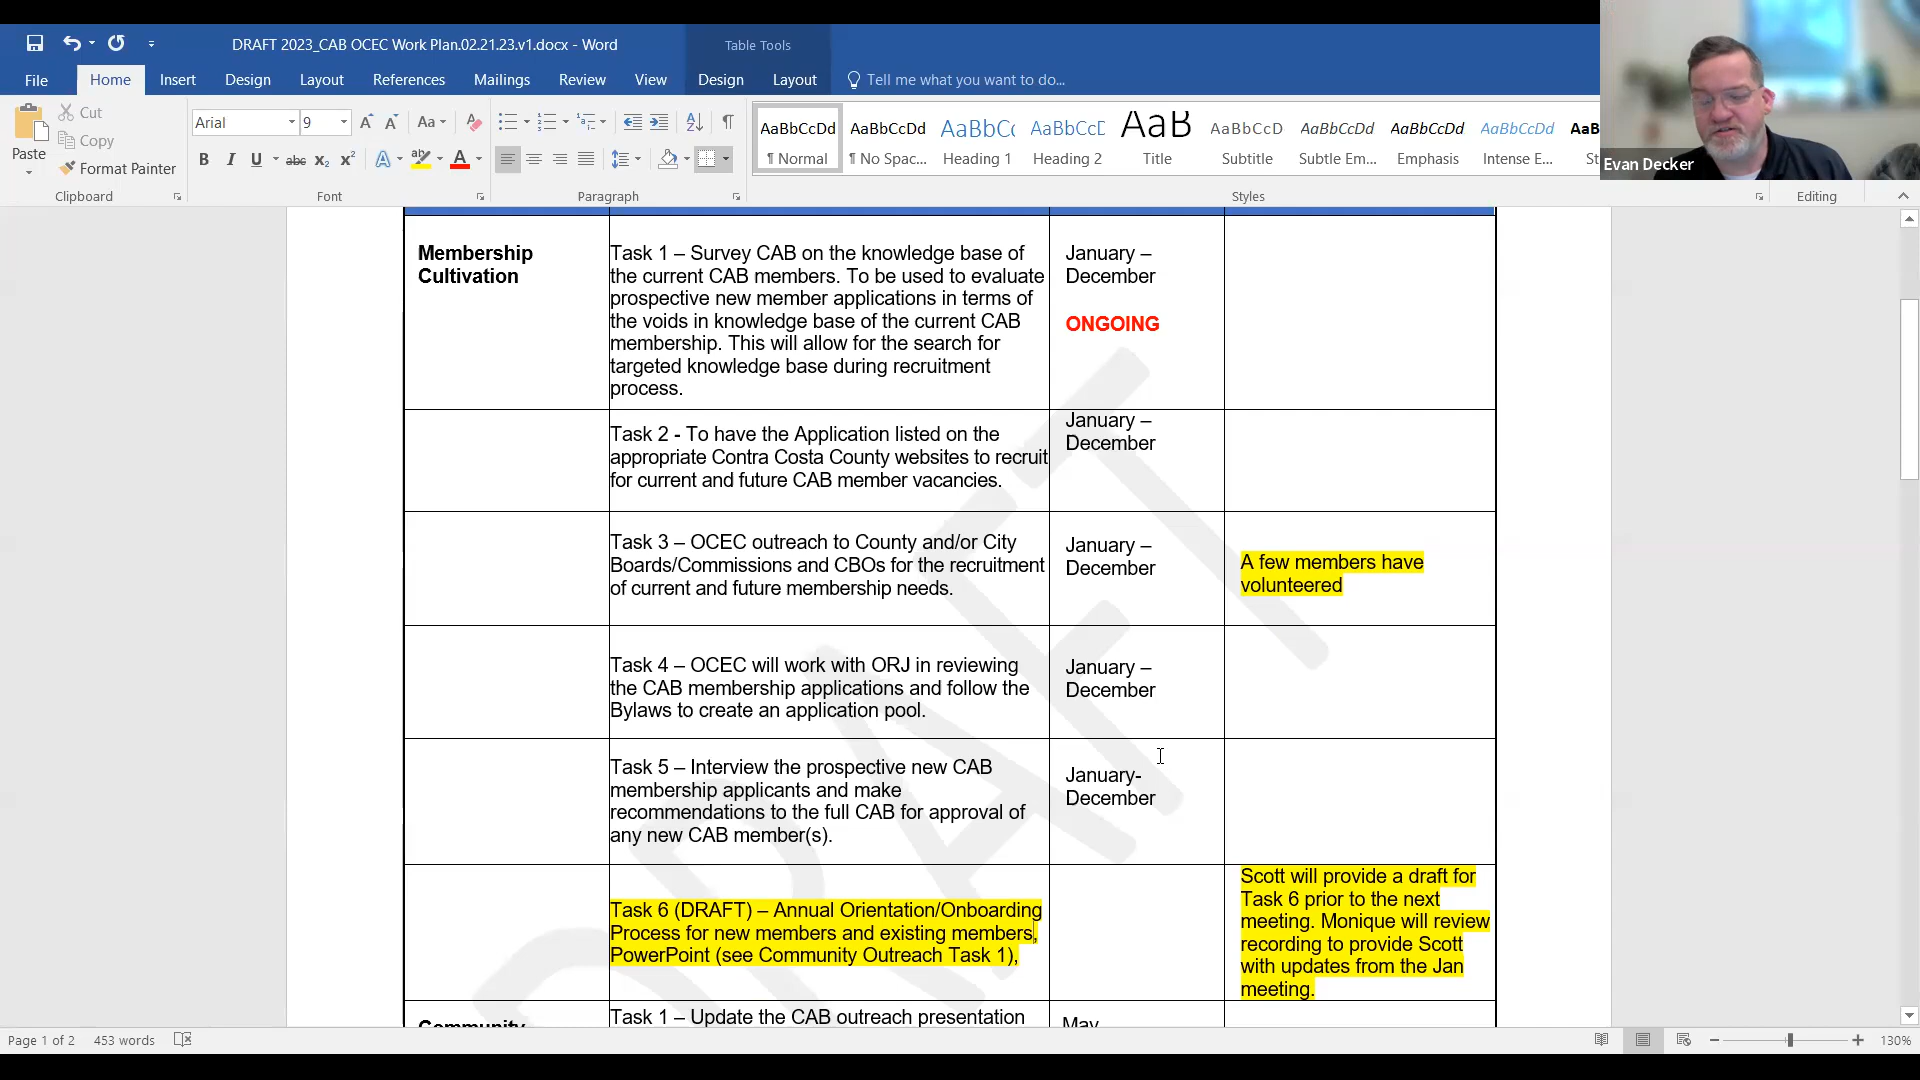 DRAFT 2023_CAB OCEC Work Plan.02.21.23.v1.docx - Word
Table Tools
File
Home
Insert
Design
Layout
References
Mailings
Review
View
Design
Layout
Tell me what you want to do...
Evan Decker
Paste
Cut
Copy
Format Painter
Clipboard
Arial
9
Font
Paragraph
AaBbCcDd
¶ Normal
AaBbCcDd
¶ No Spac...
AaBbCc
Heading 1
AaBbCcD
Heading 2
AaB
Title
AaBbCcD
Subtitle
AaBbCcDd
Subtle Em...
AaBbCcDd
Emphasis
AaBbCcDd
Intense E...
Styles
Editing
Membership
Cultivation
Task 1 – Survey CAB on the knowledge base of
the current CAB members. To be used to evaluate
prospective new member applications in terms of
the voids in knowledge base of the current CAB
membership. This will allow for the search for
targeted knowledge base during recruitment
process.
January –
December
ONGOING
Task 2 - To have the Application listed on the
appropriate Contra Costa County websites to recruit
for current and future CAB member vacancies.
January –
December
Task 3 – OCEC outreach to County and/or City
Boards/Commissions and CBOs for the recruitment
of current and future membership needs.
January –
December
A few members have
volunteered
Task 4 – OCEC will work with ORJ in reviewing
the CAB membership applications and follow the
Bylaws to create an application pool.
January –
December
Task 5 – Interview the prospective new CAB
membership applicants and make
recommendations to the full CAB for approval of
any new CAB member(s).
January-
December
Task 6 (DRAFT) – Annual Orientation/Onboarding
Process for new members and existing members,
PowerPoint (see Community Outreach Task 1),
Scott will provide a draft for
Task 6 prior to the next
meeting. Monique will review
recording to provide Scott
with updates from the Jan
meeting.
Community
Task 1 – Update the CAB outreach presentation
May
DRAFT
Page 1 of 2
453 words
130%